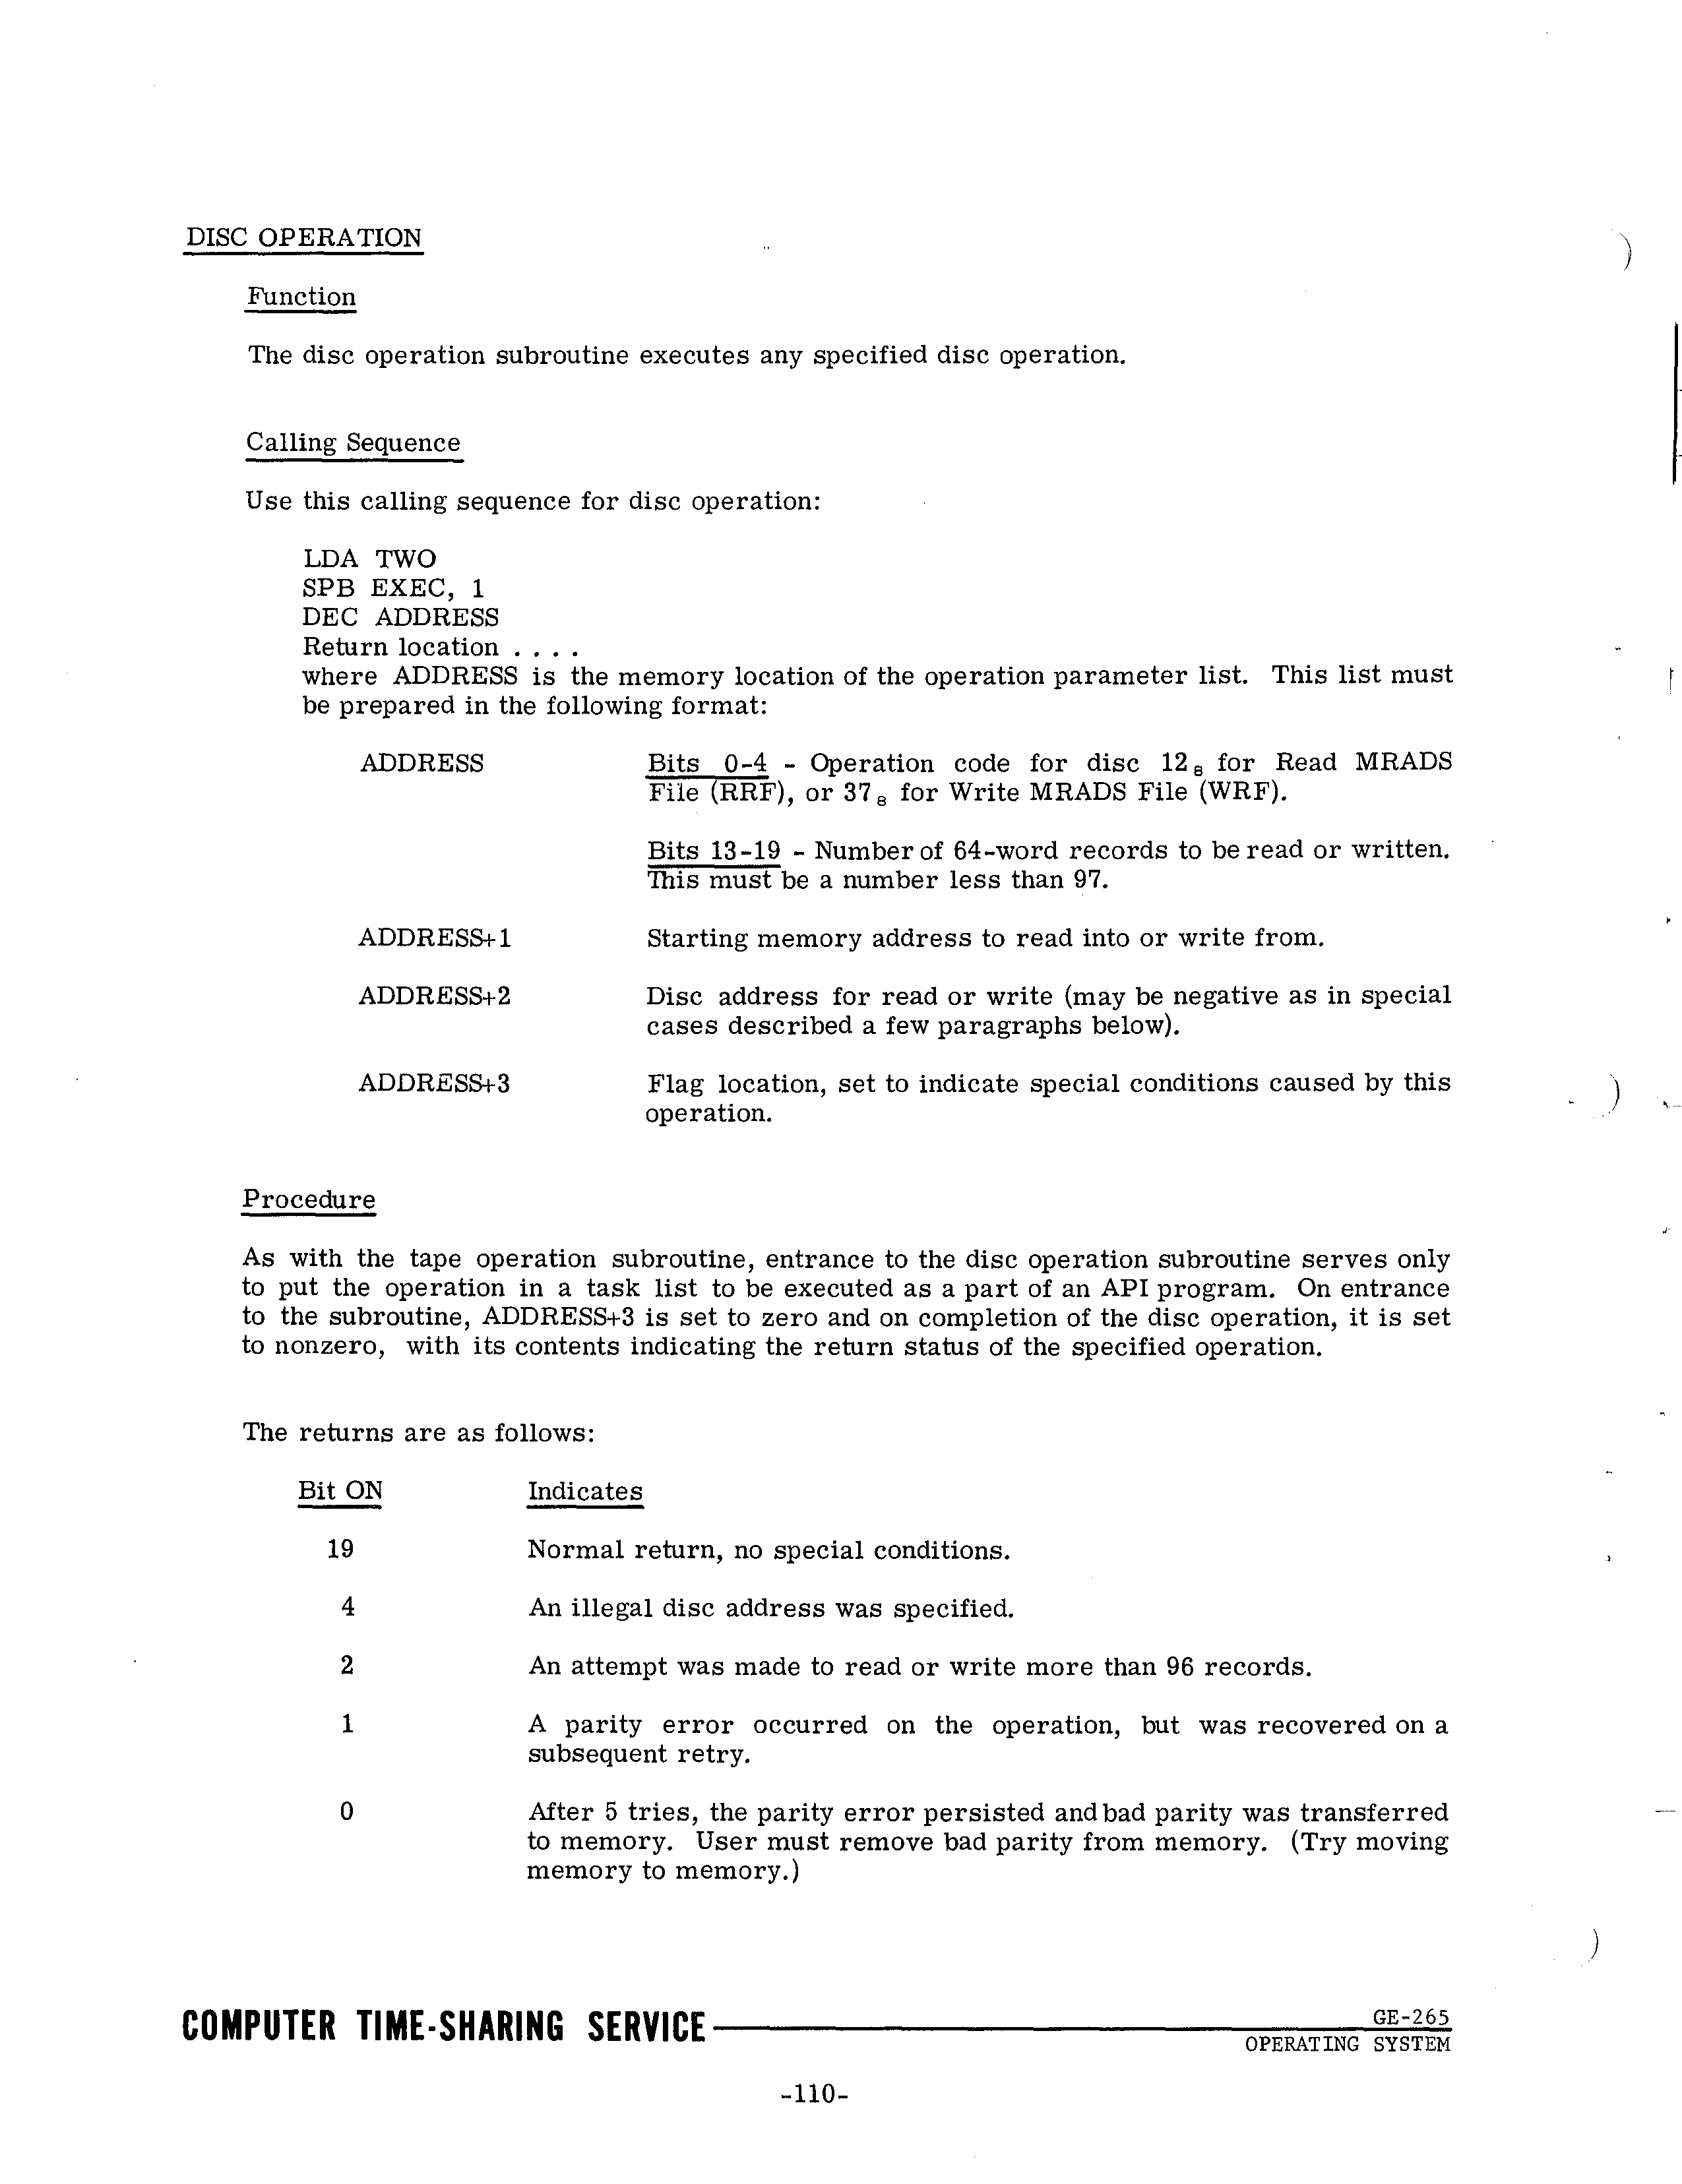 DISC OPERATION
Function
The disc operation subroutine executes any specified disc operation.
Calling Sequence
Use this calling sequence for disc operation:
LDA TWO
SPB EXEC, 1
DEC ADDRESS
Return location . . . .
where ADDRESS is the memory location of the operation parameter list. This list must
be prepared in the following format:
ADDRESS Bits 0-4 - Operation code for disc 12₈ for Read MRADS
File (RRF), or 37₈ for Write MRADS File (WRF).
Bits 13-19 - Number of 64-word records to be read or written.
This must be a number less than 97.
ADDRESS+1 Starting memory address to read into or write from.
ADDRESS+2 Disc address for read or write (may be negative as in special
cases described a few paragraphs below).
ADDRESS+3 Flag location, set to indicate special conditions caused by this
operation.
Procedure
As with the tape operation subroutine, entrance to the disc operation subroutine serves only
to put the operation in a task list to be executed as a part of an API program. On entrance
to the subroutine, ADDRESS+3 is set to zero and on completion of the disc operation, it is set
to nonzero, with its contents indicating the return status of the specified operation.
The returns are as follows:
Bit ON Indicates
19 Normal return, no special conditions.
4 An illegal disc address was specified.
2 An attempt was made to read or write more than 96 records.
1 A parity error occurred on the operation, but was recovered on a
subsequent retry.
0 After 5 tries, the parity error persisted and bad parity was transferred
to memory. User must remove bad parity from memory. (Try moving
memory to memory.)
COMPUTER TIME-SHARING SERVICE GE-265
OPERATING SYSTEM
-110-